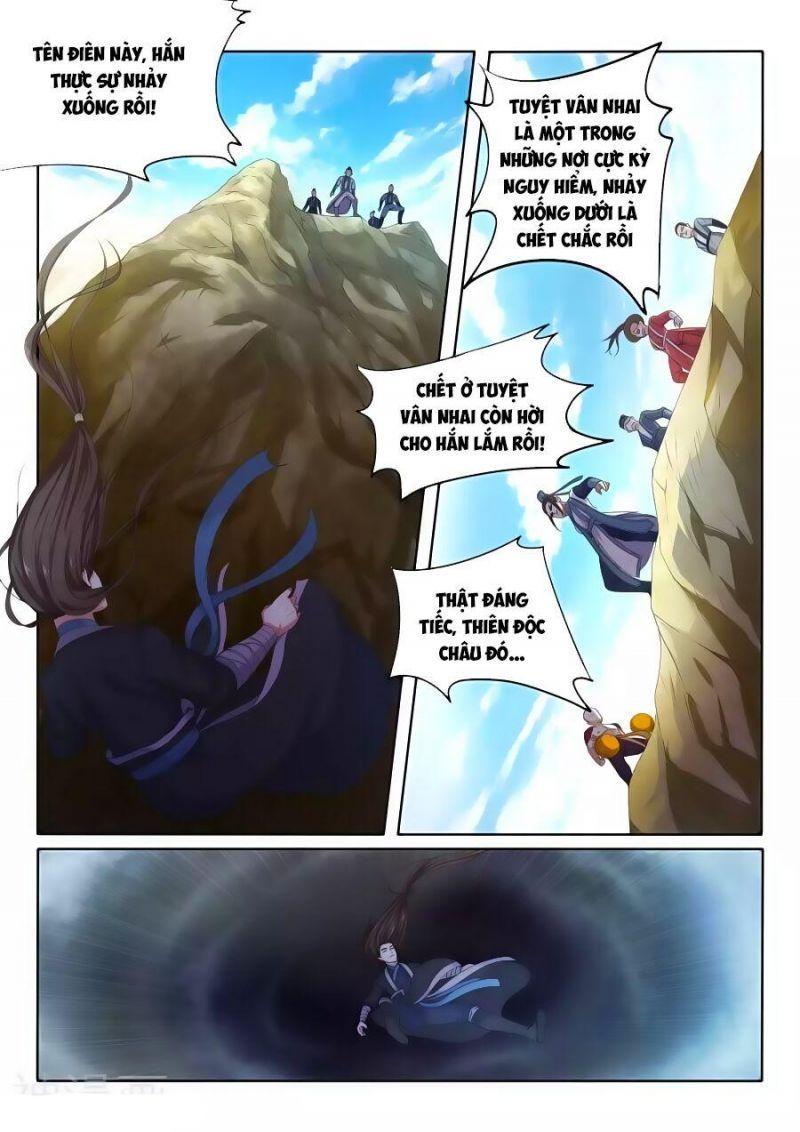 TÊN ĐIÊN NÀY, HẮN
THỰC SỰ NHẢY
XUỐNG RỒI!
TUYỆT VÂN NHAI
LÀ MỘT TRONG
NHỮNG NƠI CỰC KỲ
NGUY HIỂM, NHẢY
XUỐNG DƯỚI LÀ
CHẾT CHẮC RỒI
CHẾT Ở TUYỆT
VÂN NHAI CÒN HỜI
CHO HẮN LẮM RỒI!
THẬT ĐÁNG
TIẾC, THIÊN ĐỘC
CHÂU ĐÓ...